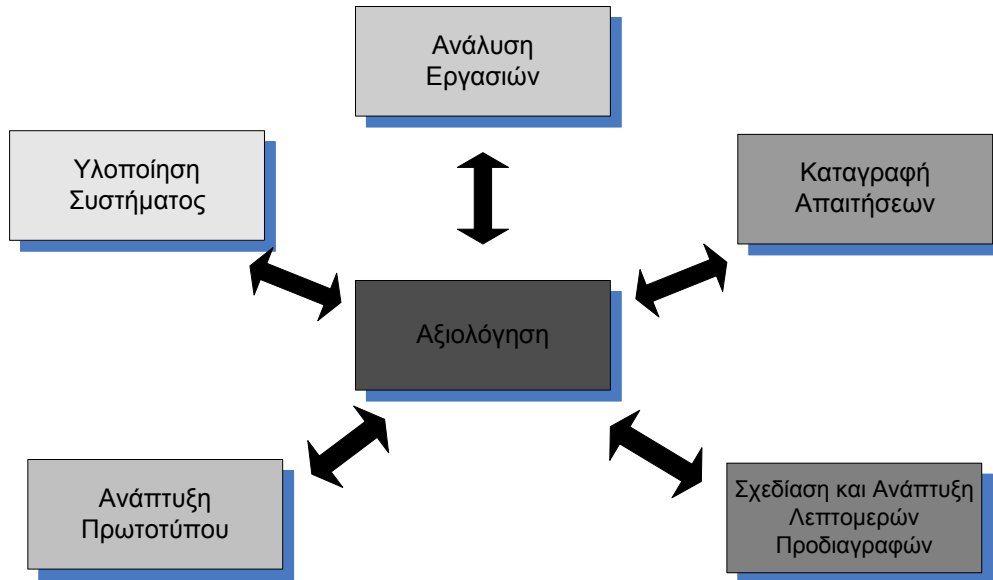 Ανάλυση
Εργασιών
Υλοποίηση
Συστήματος
Καταγραφή
Απαιτήσεων
Αξιολόγηση
Ανάπτυξη
Πρωτοτύπου
Σχεδίαση και Ανάπτυξη
Λεπτομερών
Προδιαγραφών